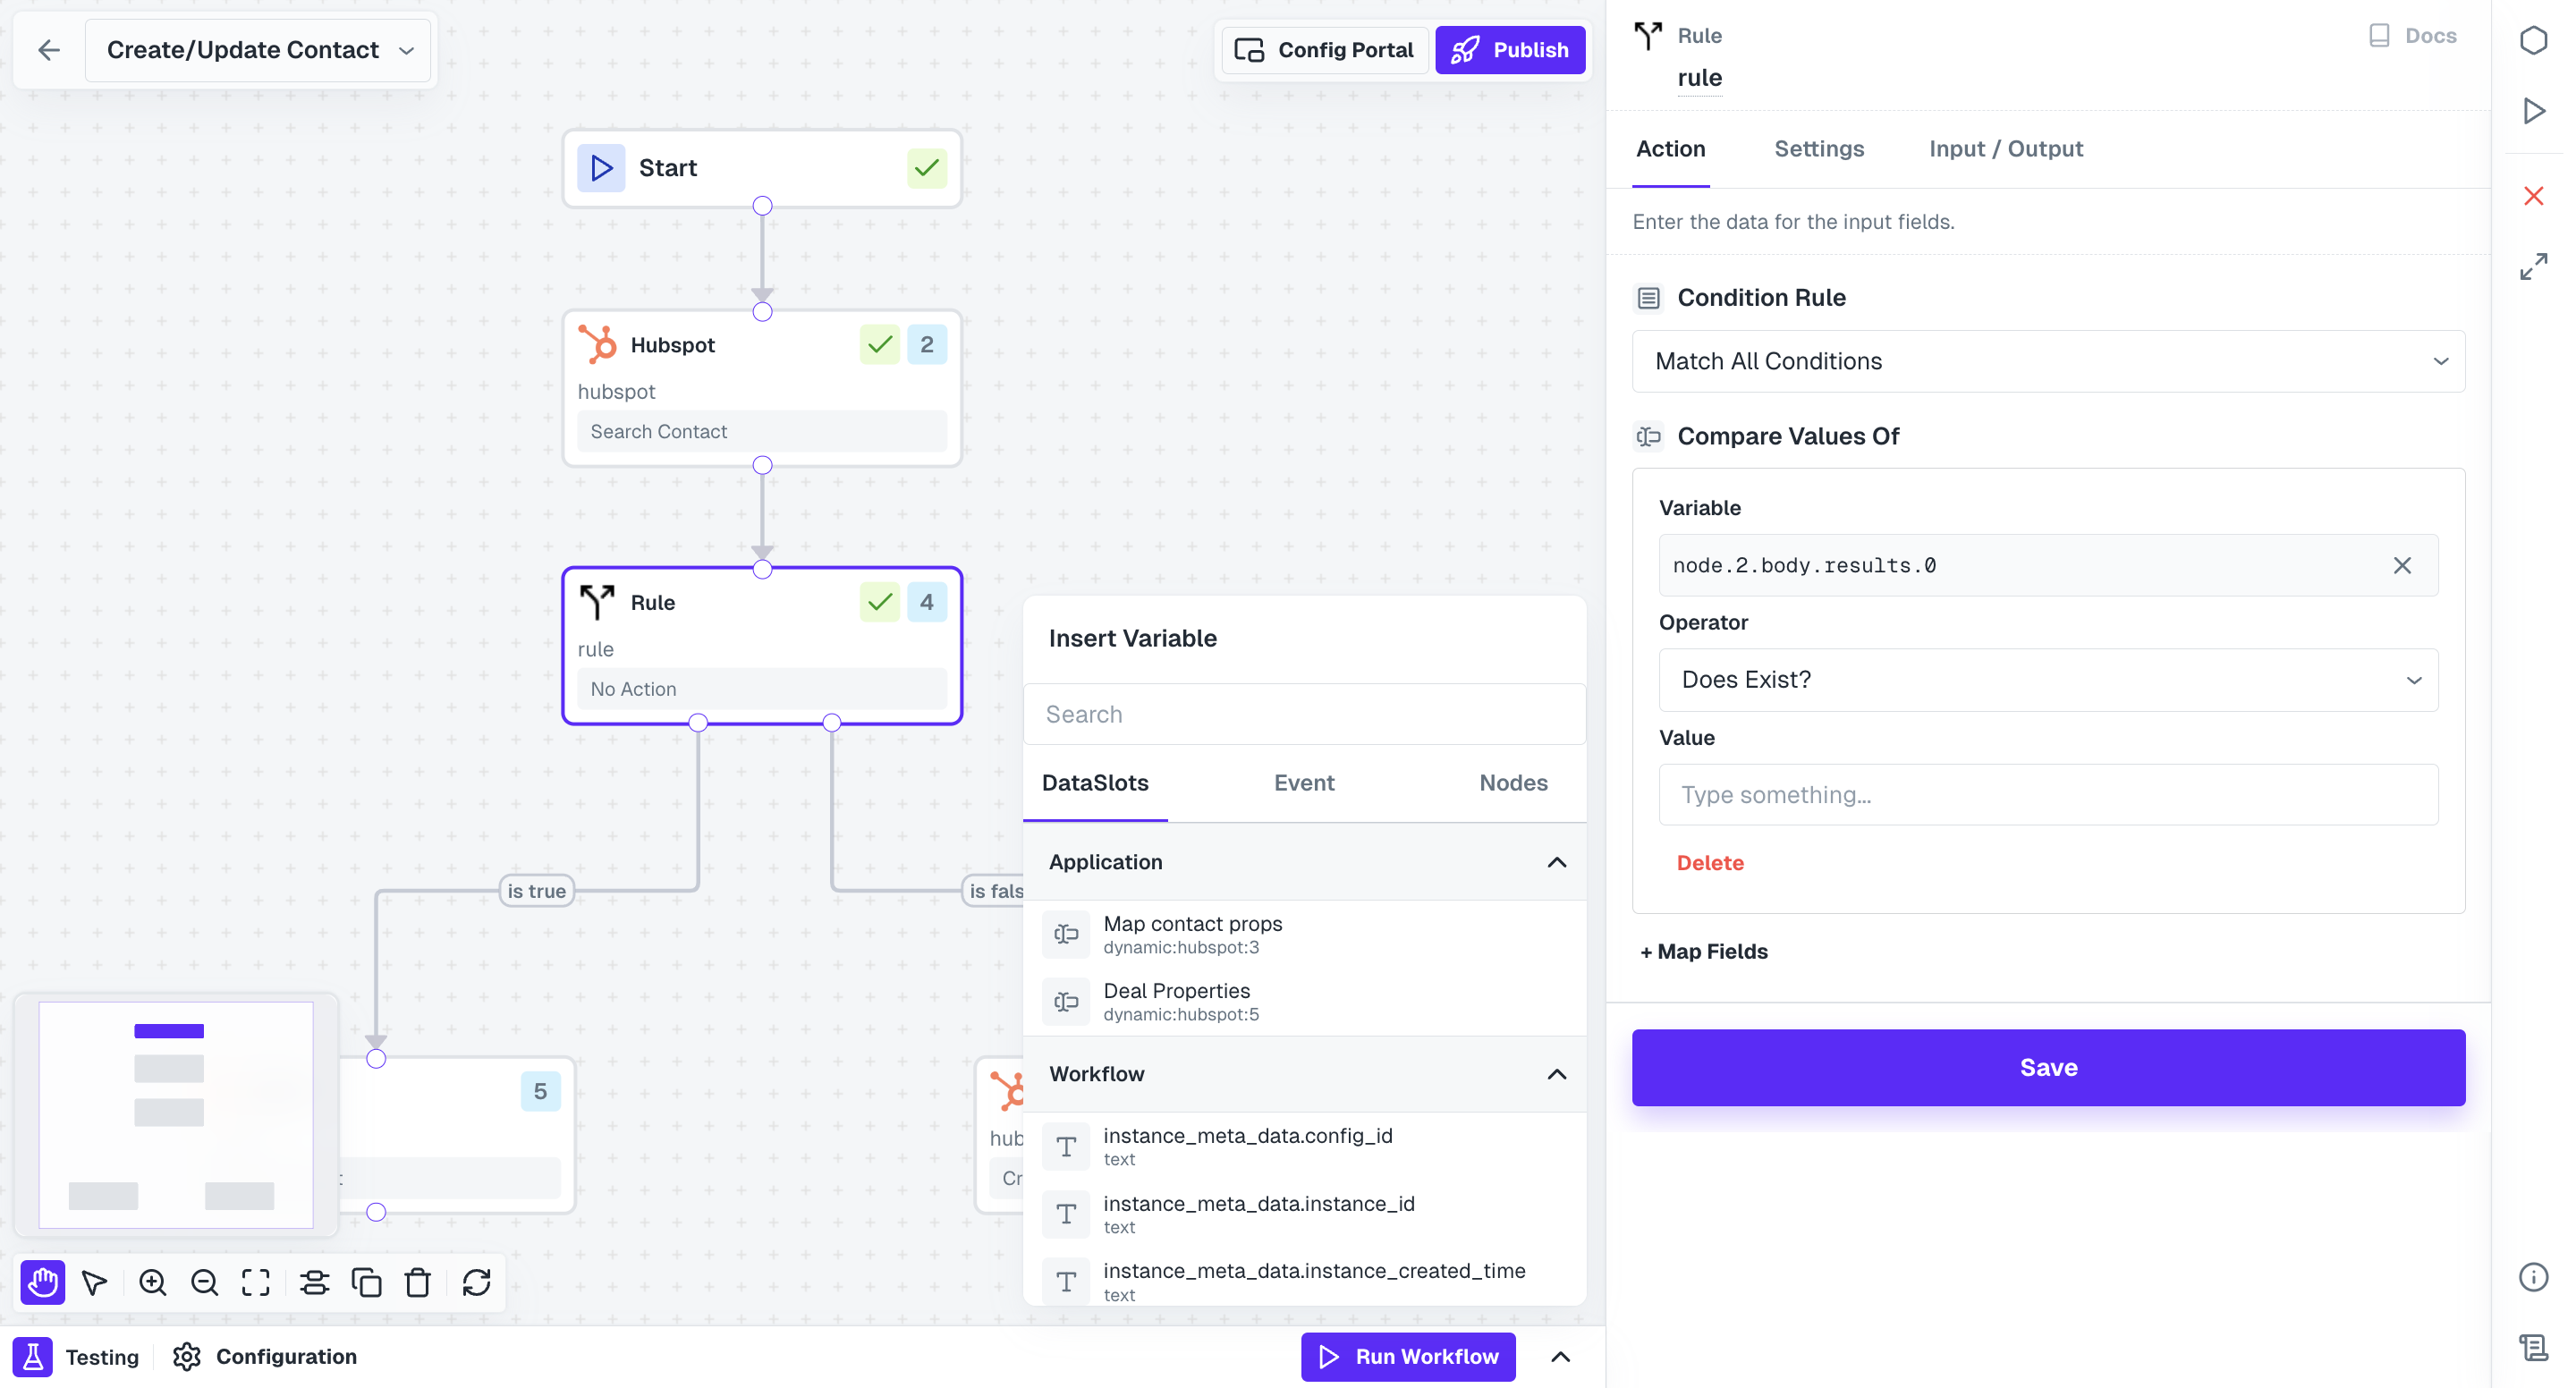 Create/Update Contact
Config Portal
Publish
Start
Hubspot
2
hubspot
Search Contact
Rule
4
rule
No Action
is true
is fals
5
hub
Cr
Insert Variable
Search
DataSlots
Event
Nodes
Application
Map contact props
dynamic:hubspot:3
Deal Properties
dynamic:hubspot:5
Workflow
instance_meta_data.config_id
text
instance_meta_data.instance_id
text
instance_meta_data.instance_created_time
text
Testing
Configuration
Run Workflow
Rule
Docs
rule
Action
Settings
Input / Output
Enter the data for the input fields.
Condition Rule
Match All Conditions
Compare Values Of
Variable
node.2.body.results.0
Operator
Does Exist?
Value
Type something...
Delete
+ Map Fields
Save